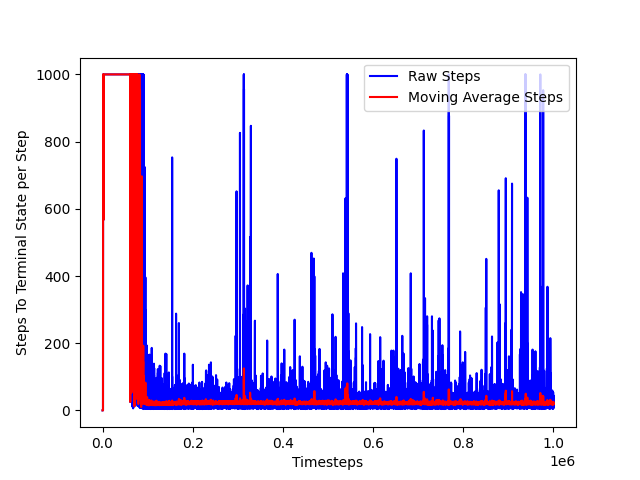 Raw Steps
Moving Average Steps
Steps To Terminal State per Step
1000
800
600
400
200
0
0.0 0.2 0.4 0.6 0.8 1.0
1e6
Timesteps